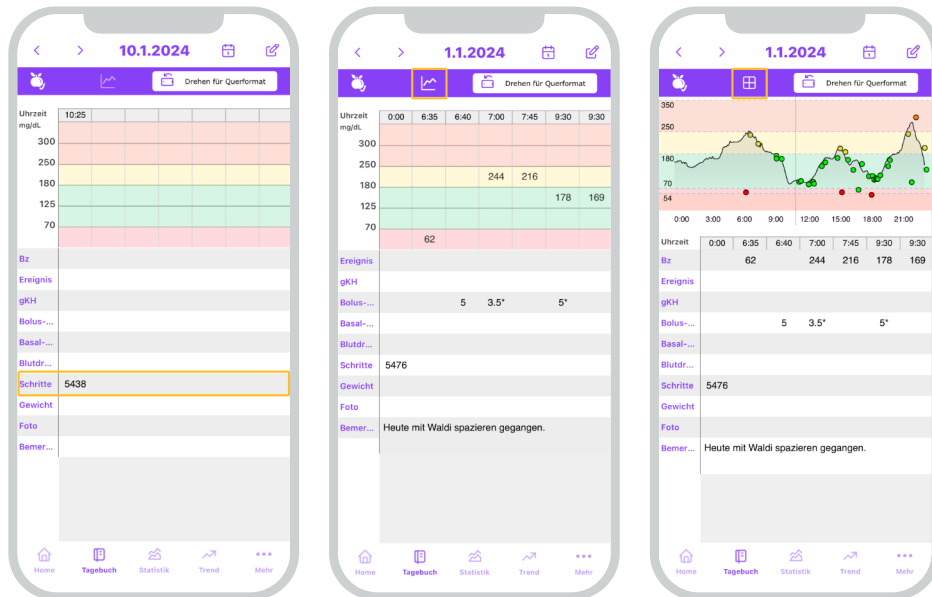 10.1.2024
Drehen für Querformat
Uhrzeit 10:25
mg/dL
300
250
180
125
70
Bz
Ereignis
gKH
Bolus-...
Basal-...
Blutdr...
Schritte 5438
Gewicht
Foto
Bemer...
Home Tagebuch Statistik Trend Mehr
1.1.2024
Drehen für Querformat
Uhrzeit 0:00 6:35 6:40 7:00 7:45 9:30 9:30
mg/dL
300
250
244 216
180
178 169
125
70
62
Ereignis
gKH
Bolus-... 5 3.5* 5*
Basal-...
Blutdr...
Schritte 5476
Gewicht
Foto
Bemer... Heute mit Waldi spazieren gegangen.
Home Tagebuch Statistik Trend Mehr
1.1.2024
Drehen für Querformat
350
250
180
70
54
0:00 3:00 6:00 9:00 12:00 15:00 18:00 21:00
Uhrzeit 0:00 6:35 6:40 7:00 7:45 9:30 9:30
Bz 62 244 216 178 169
Ereignis
gKH
Bolus-... 5 3.5* 5*
Basal-...
Blutdr...
Schritte 5476
Gewicht
Foto
Bemer... Heute mit Waldi spazieren gegangen.
Home Tagebuch Statistik Trend Mehr